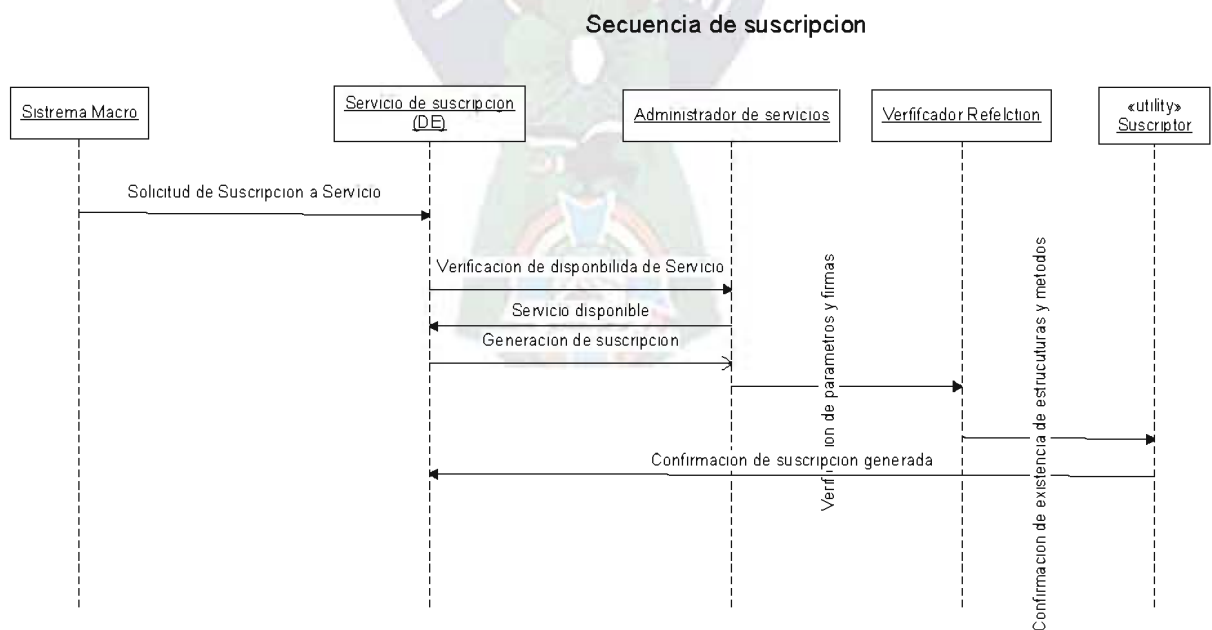 Secuencia de suscripcion
Sistrema Macro
Servicio de suscripcion
(DE)
Administrador de servicios
Verfifcador Refelction
«utility»
Suscriptor
Solicitud de Suscripcion a Servicio
Verificacion de disponbilida de Servicio
Servicio disponible
Generacion de suscripcion
ion de parametros y firmas
Confirmacion de existencia de estrucuturas y metodos
Confirmacion de suscripcion generada